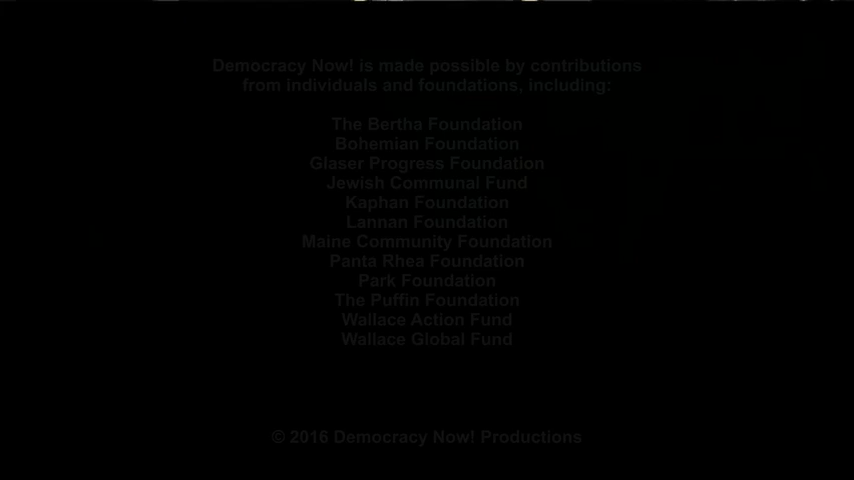 Democracy Now! is made possible by contributions
from individuals and foundations, including:
The Bertha Foundation
Bohemian Foundation
Glaser Progress Foundation
Jewish Communal Fund
Kaphan Foundation
Lannan Foundation
Maine Community Foundation
Panta Rhea Foundation
Park Foundation
The Puffin Foundation
Wallace Action Fund
Wallace Global Fund
© 2016 Democracy Now! Productions